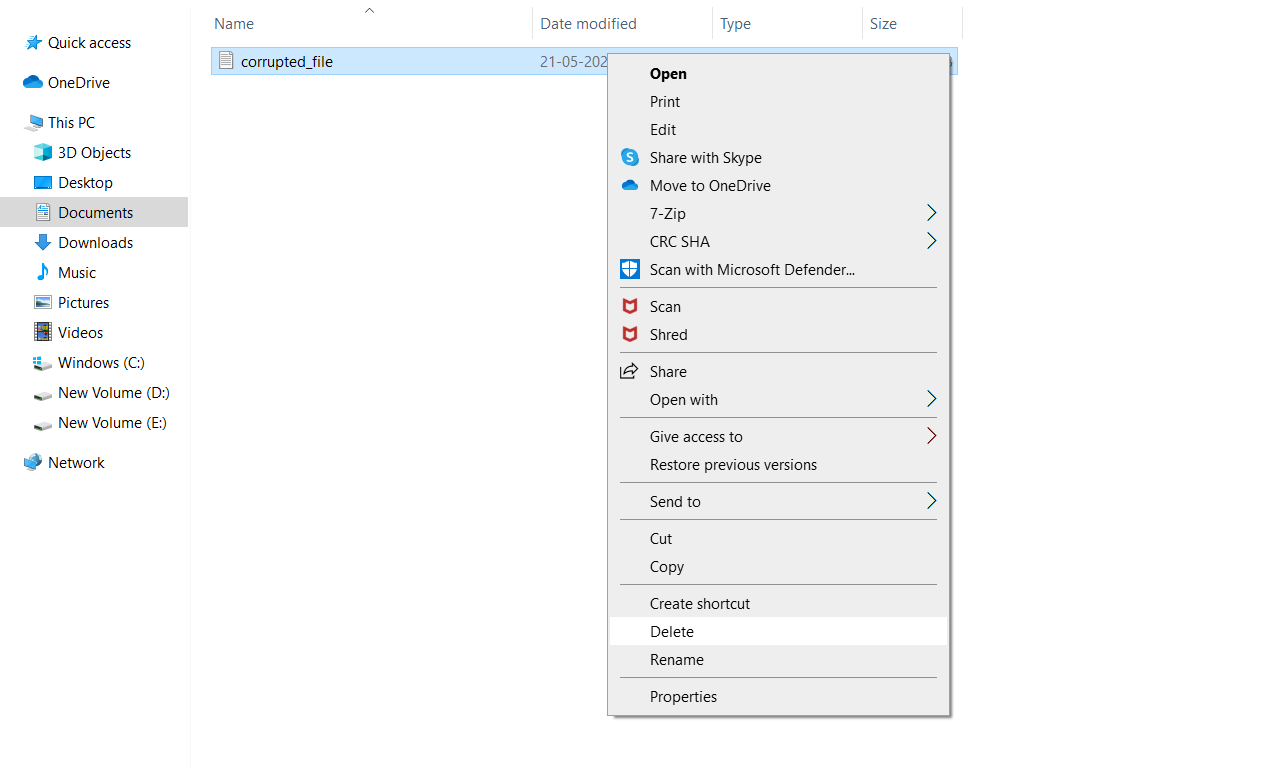 Name Date modified Type Size
Quick access
OneDrive
This PC
3D Objects
Desktop
Documents
Downloads
Music
Pictures
Videos
Windows (C:)
New Volume (D:)
New Volume (E:)
Network
corrupted_file 21-05-202
Open
Print
Edit
Share with Skype
Move to OneDrive
7-Zip
CRC SHA
Scan with Microsoft Defender...
Scan
Shred
Share
Open with
Give access to
Restore previous versions
Send to
Cut
Copy
Create shortcut
Delete
Rename
Properties